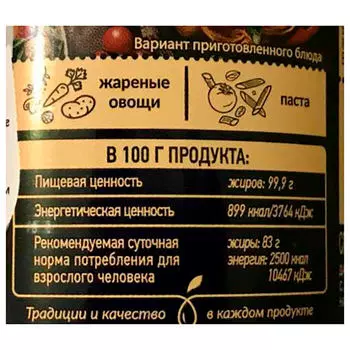 Вариант приготовленного блюда
жареные
овощи
паста
В 100 Г ПРОДУКТА:
Пищевая ценность жиров: 99,9 г
Энергетическая ценность 899 ккал/3764 кДж
Рекомендуемая суточная жиры: 83 г
норма потребления для энергия: 2500 ккал
взрослого человека 10467 кДж
Традиции и качество в каждом продукте